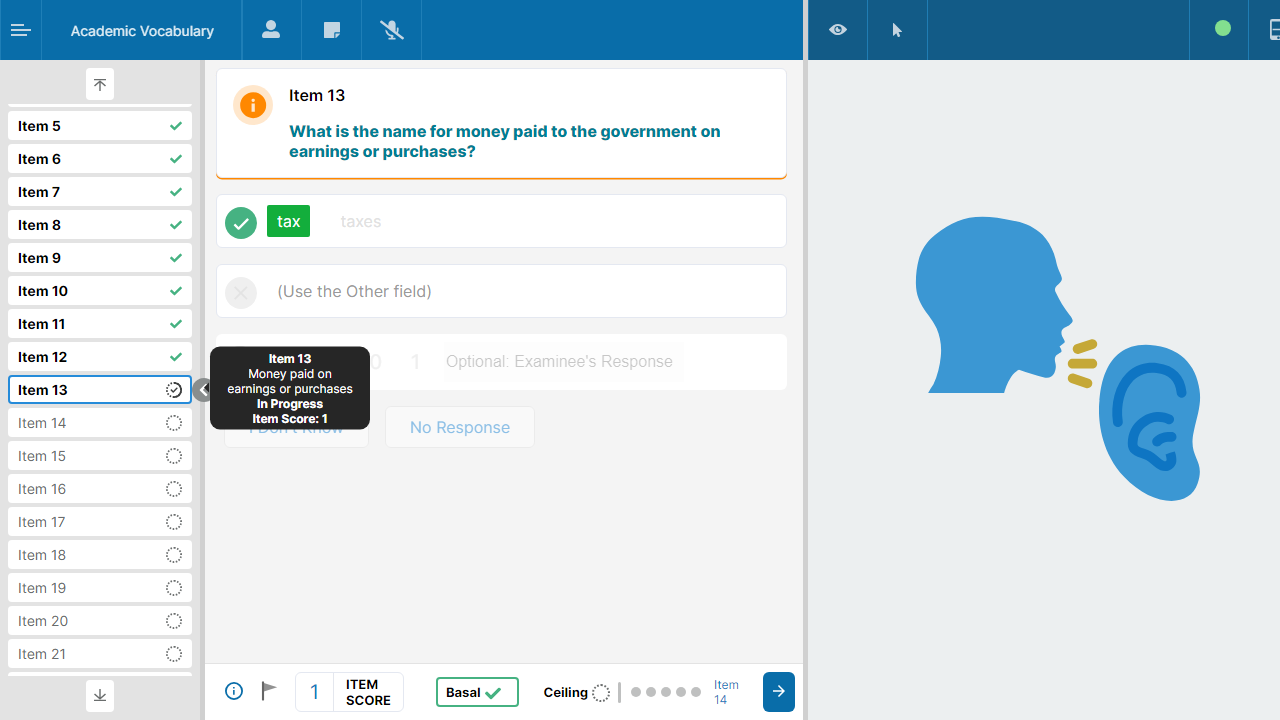 Academic Vocabulary
Item 5
Item 6
Item 7
Item 8
Item 9
Item 10
Item 11
Item 12
Item 13
Item 14
Item 15
Item 16
Item 17
Item 18
Item 19
Item 20
Item 21
Item 13
What is the name for money paid to the government on
earnings or purchases?
tax taxes
(Use the Other field)
0 1 Optional: Examinee's Response
Item 13
Money paid on
earnings or purchases
In Progress
Item Score: 1
I Don't Know No Response
1 ITEM
SCORE
Basal
Ceiling
Item
14